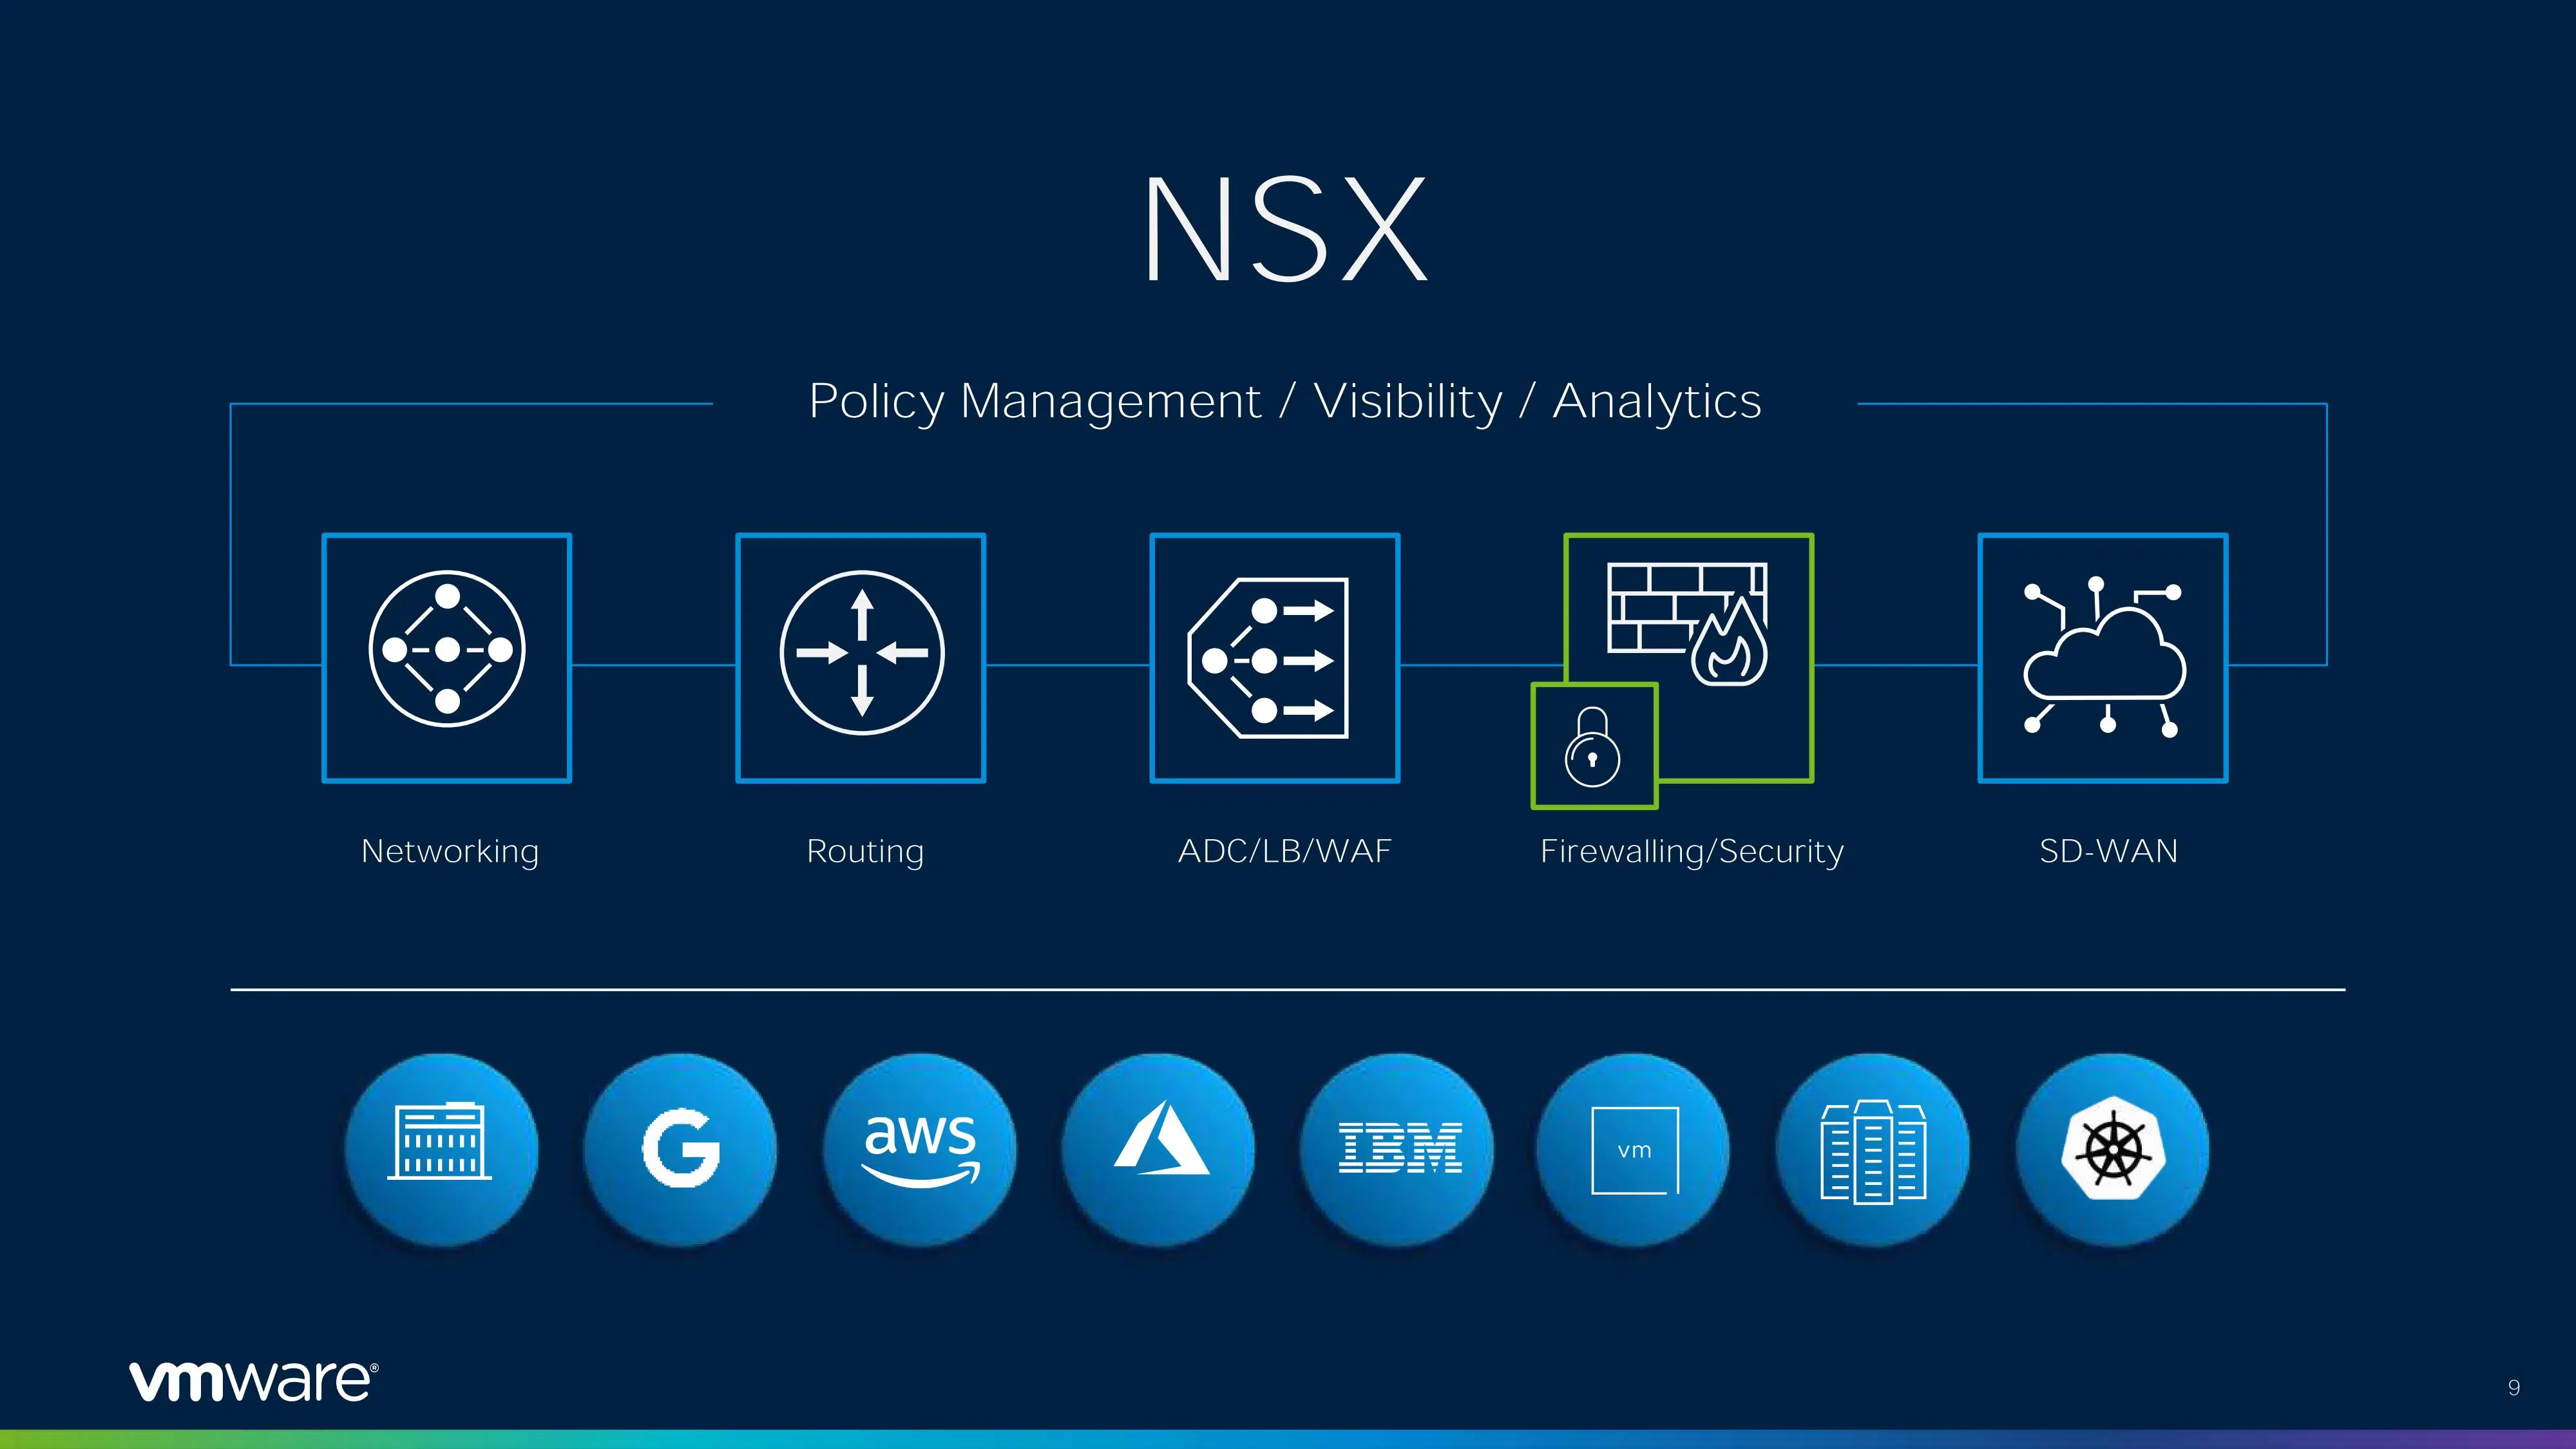 NSX
Policy Management / Visibility / Analytics
Networking
Routing
ADC/LB/WAF
Firewalling/Security
SD-WAN
G
aws
IBM
vm
vmware®
9